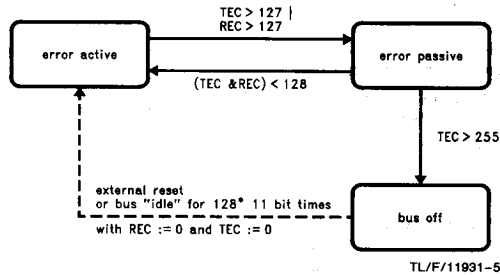 TEC > 127 |
REC > 127
error active
error passive
(TEC &REC) < 128
TEC > 255
external reset
or bus "idle" for 128* 11 bit times
with REC := 0 and TEC := 0
bus off
TL/F/11931-5